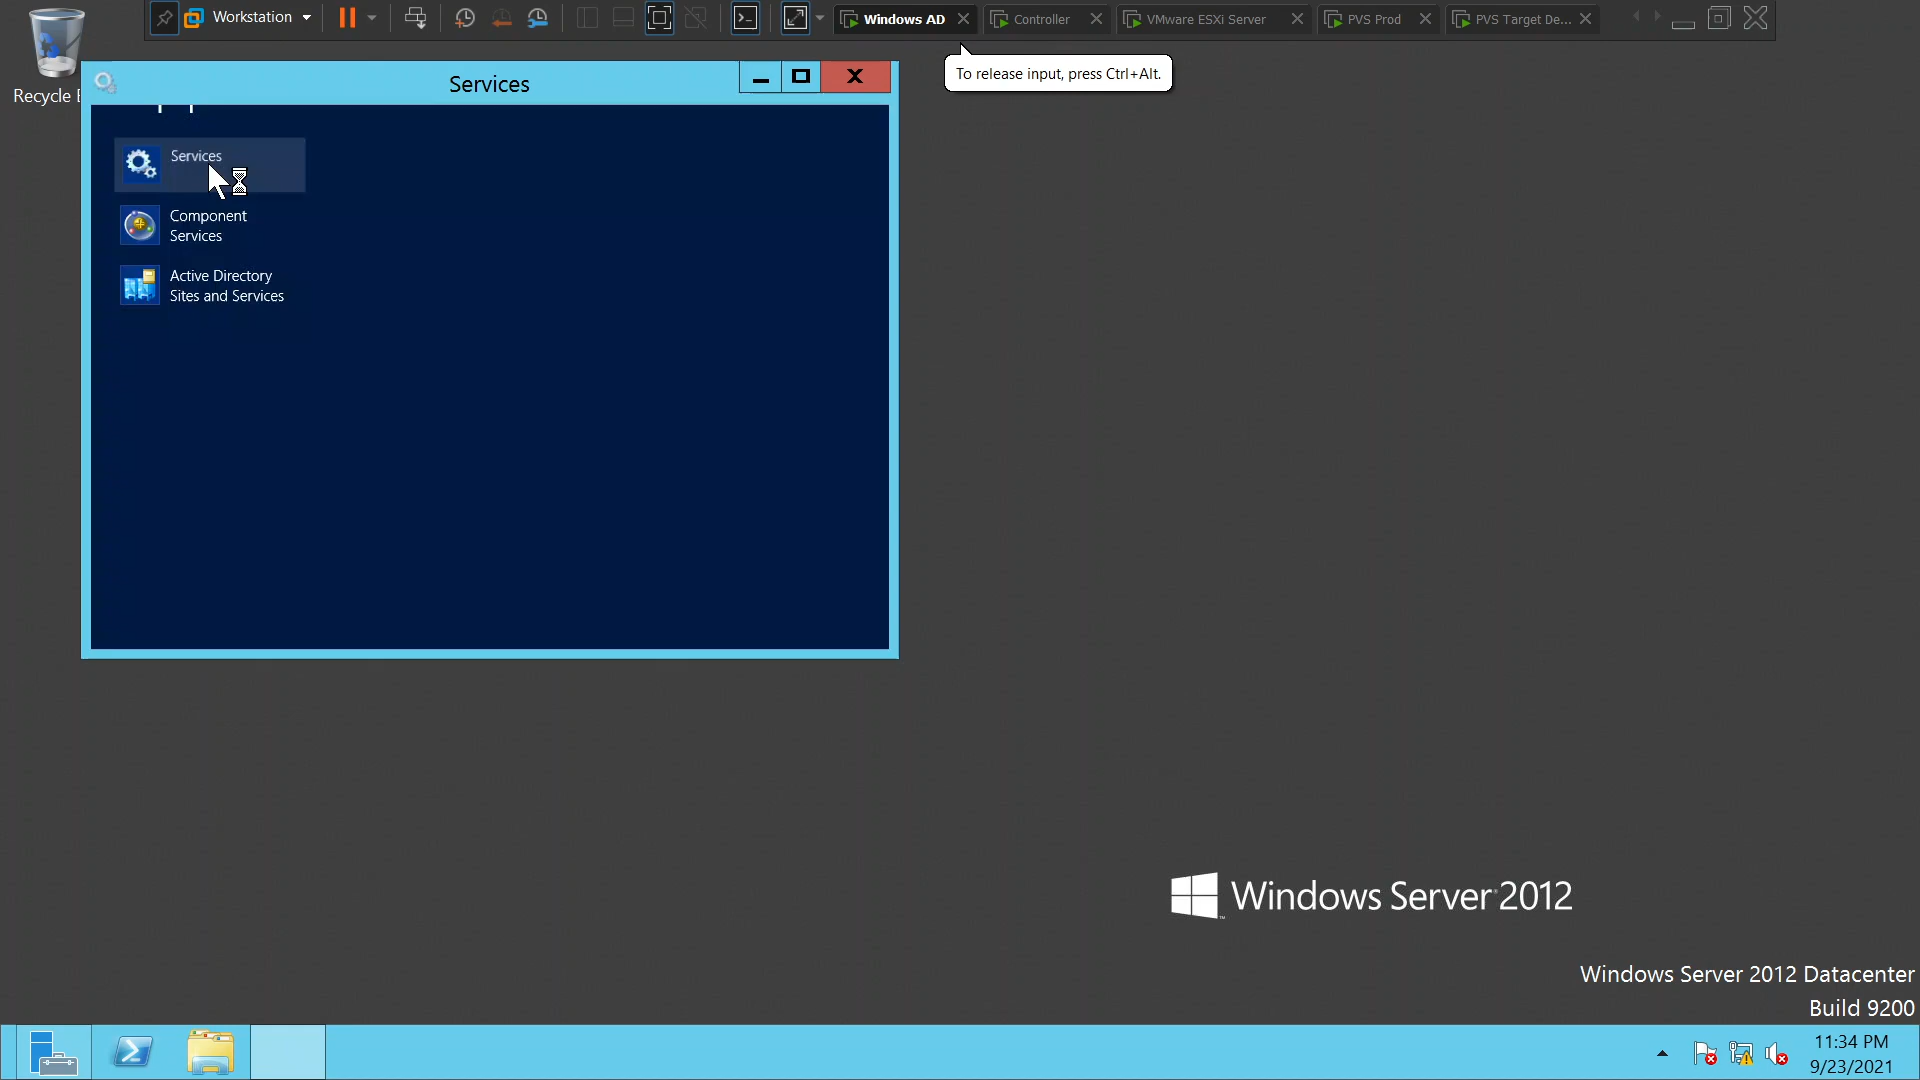 Workstation
Windows AD
Controller
VMware ESXi Server
PVS Prod
PVS Target De...
To release input, press Ctrl+Alt.
Services
Services
Component
Services
Active Directory
Sites and Services
Windows Server 2012
Windows Server 2012 Datacenter
Build 9200
11:34 PM
9/23/2021